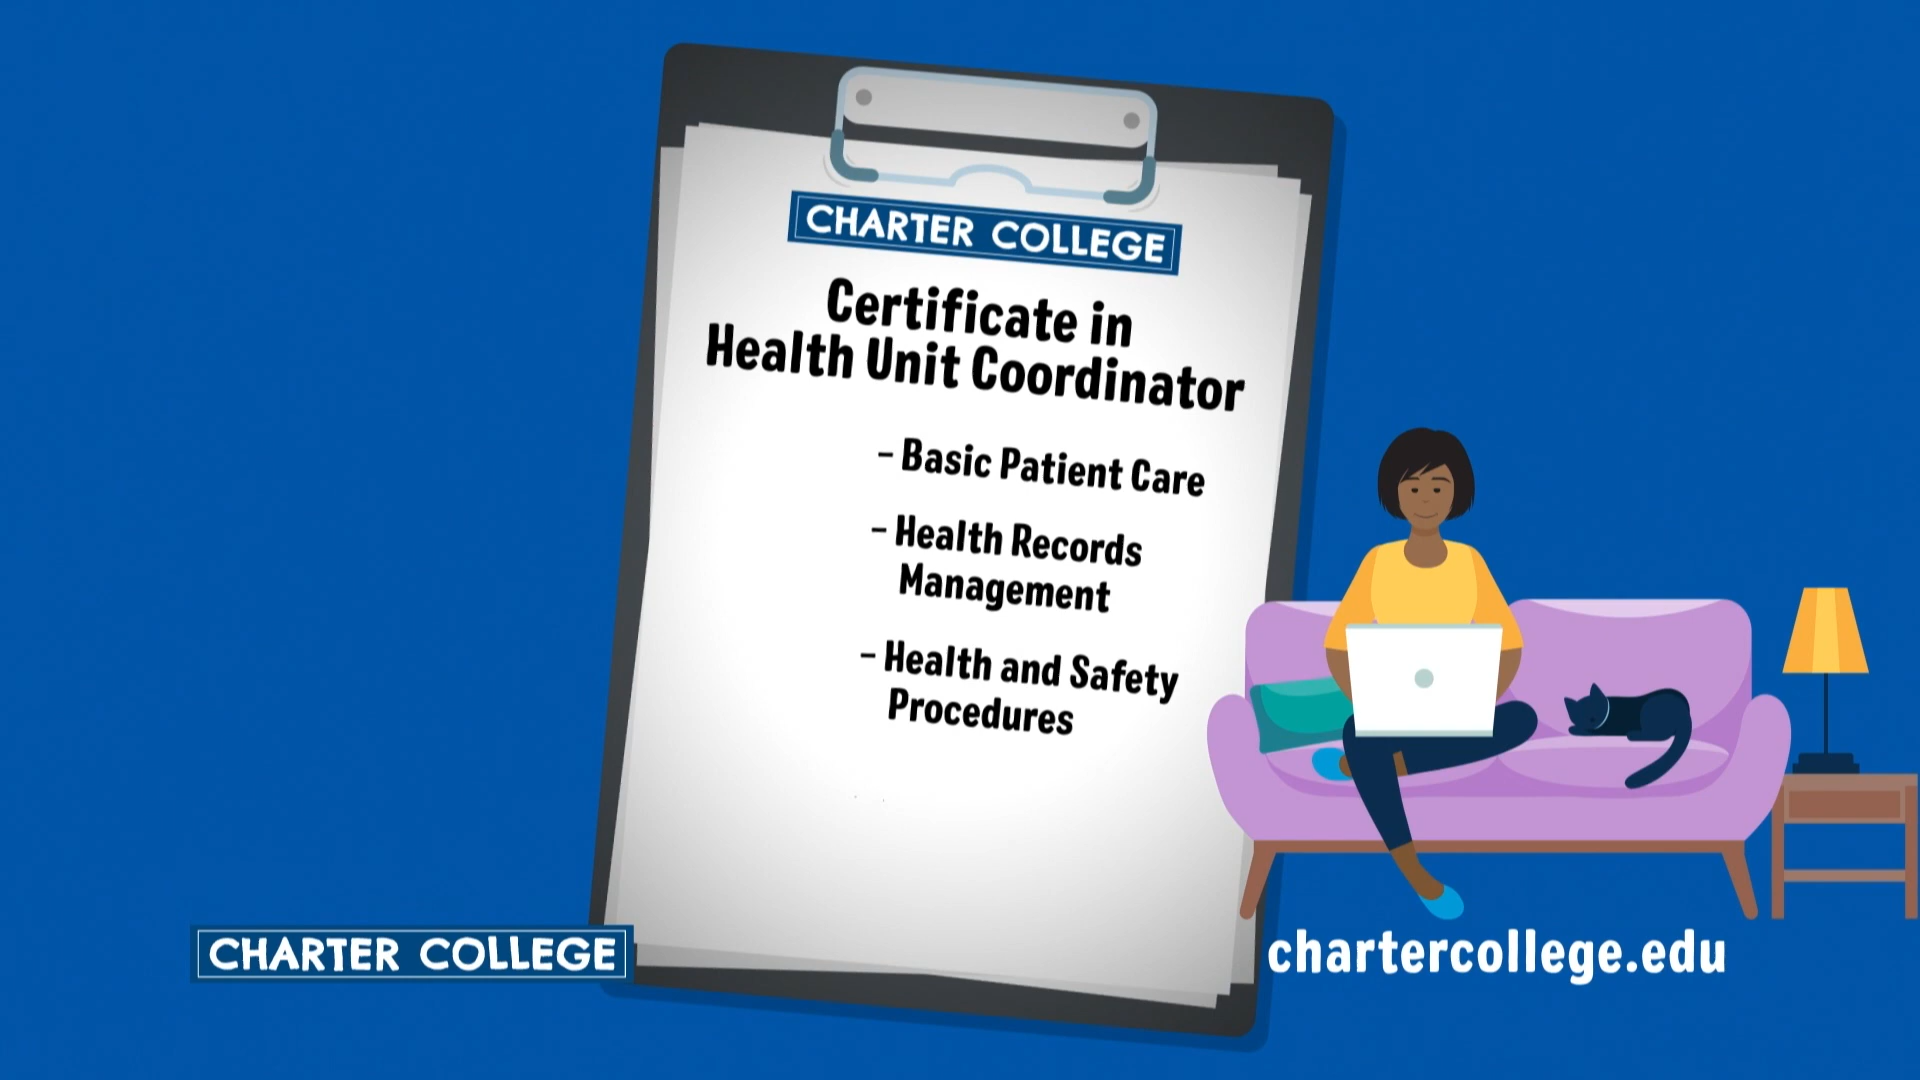 CHARTER COLLEGE
Certificate in
Health Unit Coordinator
- Basic Patient Care
- Health Records
Management
- Health and Safety
Procedures
CHARTER COLLEGE
chartercollege.edu